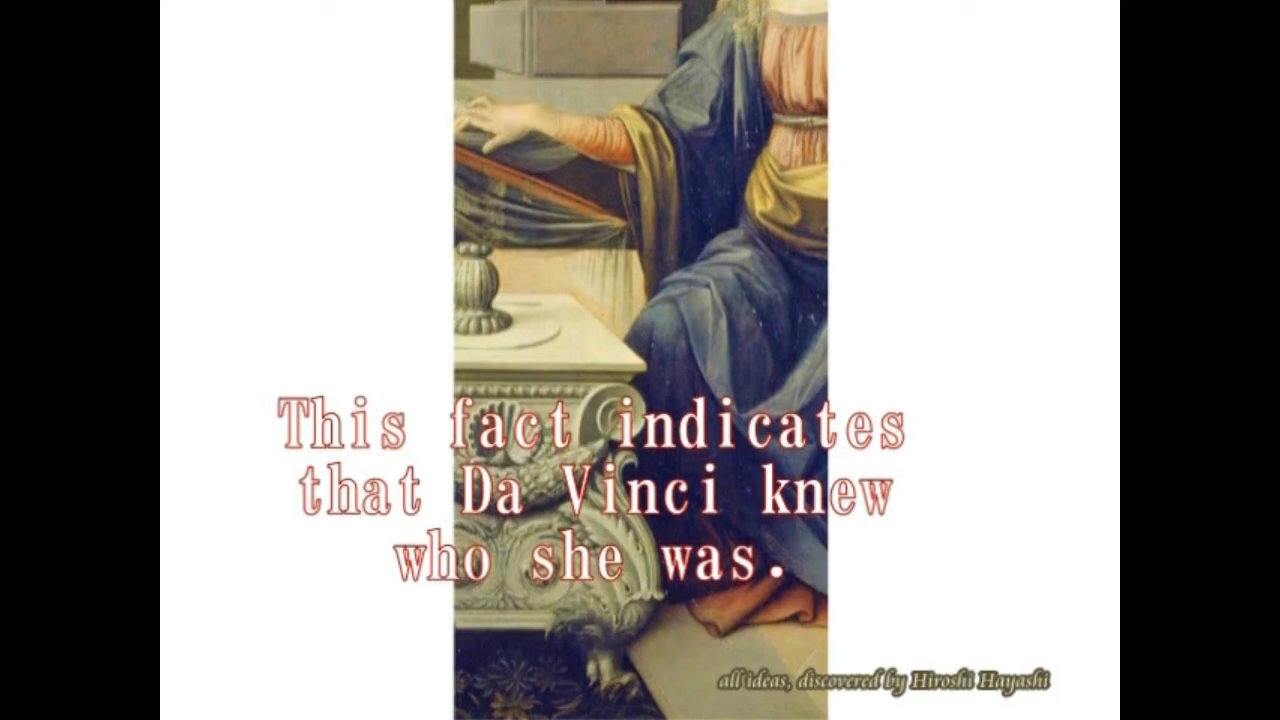 This fact indicates
that Da Vinci knew
who she was.
all ideas, discovered by Hiroshi Hayashi